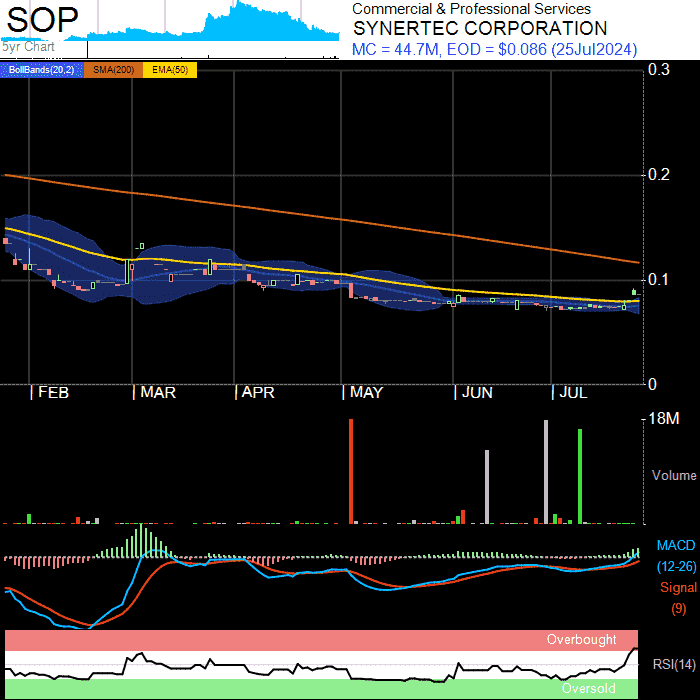 SOP
5yr Chart
Commercial & Professional Services
SYNERTEC CORPORATION
MC = 44.7M, EOD = $0.086 (25Jul2024)
BollBands(20,2) SMA(200) EMA(50)
0.3
0.2
0.1
0
FEB MAR APR MAY JUN JUL
18M
Volume
MACD
(12-26)
Signal
(9)
Overbought
RSI(14)
Oversold